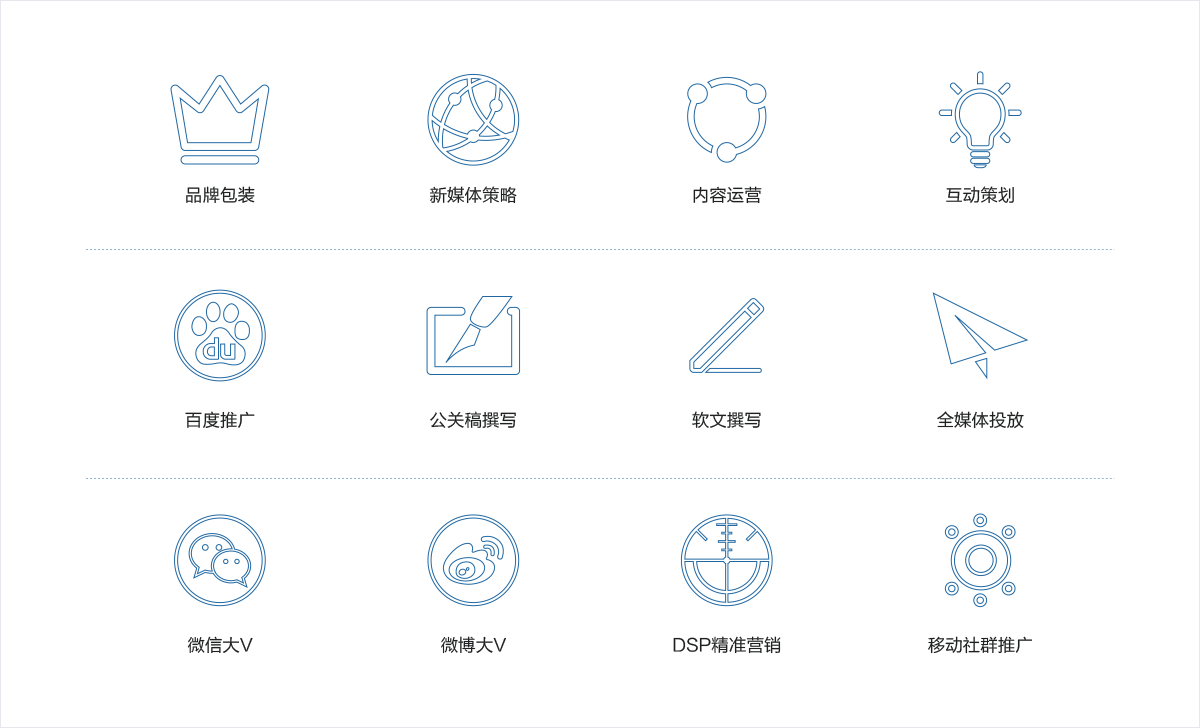 品牌包装
新媒体策略
内容运营
互动策划
du
百度推广
公关稿撰写
软文撰写
全媒体投放
微信大V
微博大V
DSP精准营销
移动社群推广